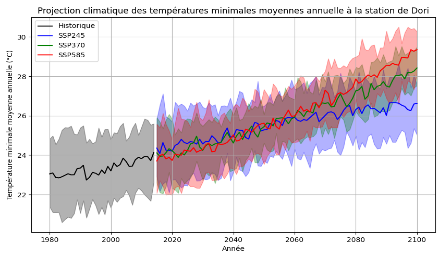 Projection climatique des températures minimales moyennes annuelle à la station de Dori
Historique
SSP245
SSP370
SSP585
Température minimale moyenne annuelle (°C)
30
28
26
24
22
1980
2000
2020
2040
2060
2080
2100
Année